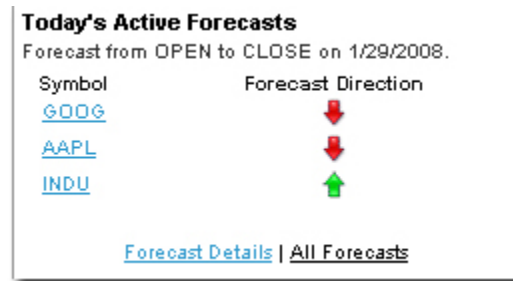 Today's Active Forecasts
Forecast from OPEN to CLOSE on 1/29/2008.
Symbol Forecast Direction
GOOG
AAPL
INDU
Forecast Details | All Forecasts